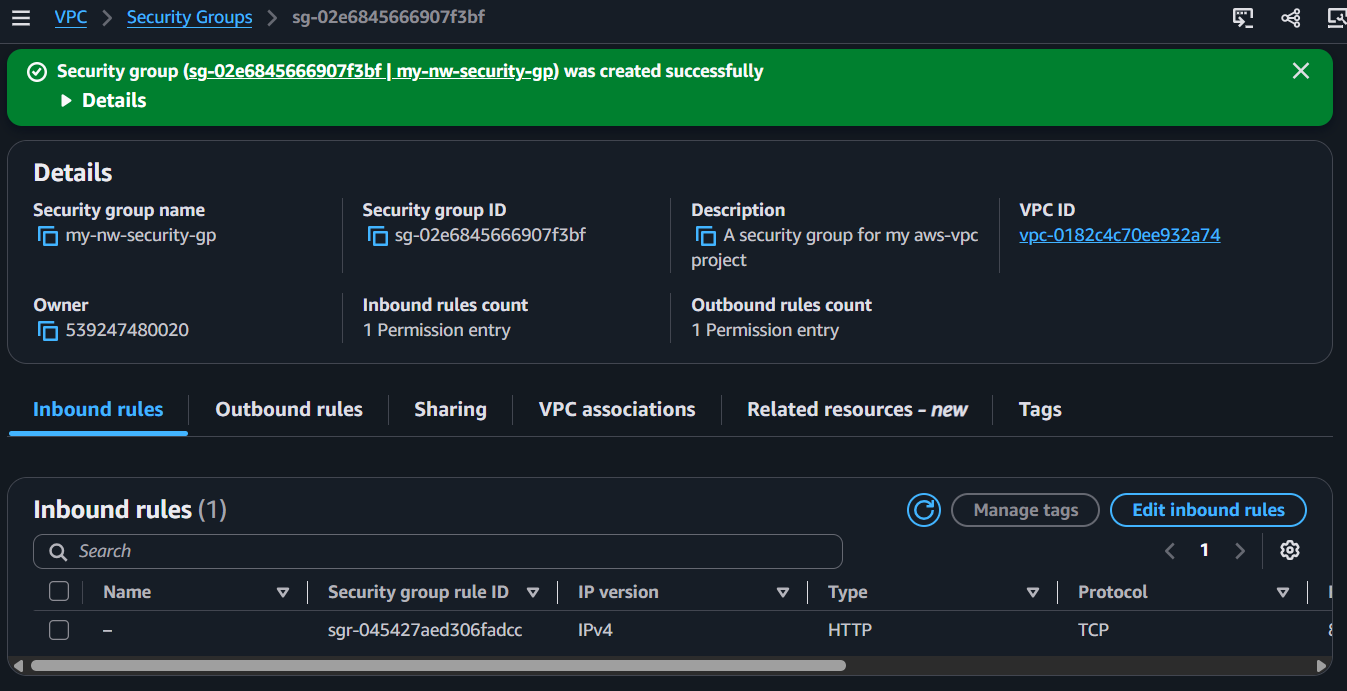 VPC > Security Groups > sg-02e6845666907f3bf
Security group (sg-02e6845666907f3bf | my-nw-security-gp) was created successfully
Details
Details
Security group name
my-nw-security-gp
Security group ID
sg-02e6845666907f3bf
Description
A security group for my aws-vpc
project
VPC ID
vpc-0182c4c70ee932a74
Owner
539247480020
Inbound rules count
1 Permission entry
Outbound rules count
1 Permission entry
Inbound rules Outbound rules Sharing VPC associations Related resources - new Tags
Inbound rules (1) Manage tags Edit inbound rules
Search 1
Name Security group rule ID IP version Type Protocol
– sgr-045427aed306fadcc IPv4 HTTP TCP